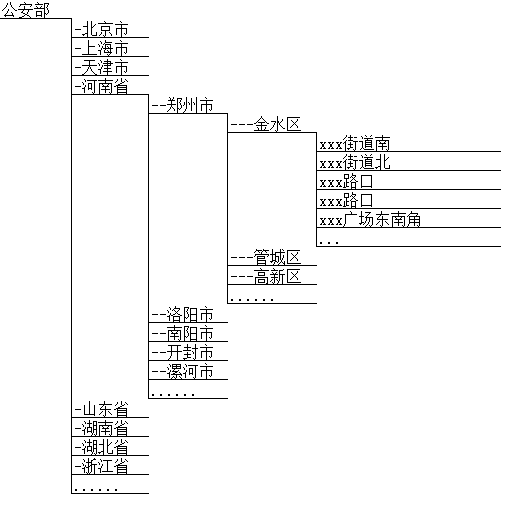 公安部
-北京市
-上海市
-天津市
-河南省
--郑州市
---金水区
xxx街道南
xxx街道北
xxx路口
xxx路口
xxx广场东南角
...
---管城区
---高新区
......
--洛阳市
--南阳市
--开封市
--漯河市
......
-山东省
-湖南省
-湖北省
-浙江省
......